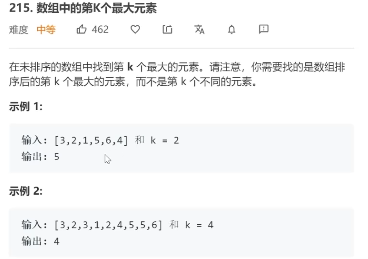 215. 数组中的第K个最大元素
难度 中等 462
在未排序的数组中找到第 k 个最大的元素。请注意，你需要找的是数组排
序后的第 k 个最大的元素，而不是第 k 个不同的元素。
示例 1:
输入: [3,2,1,5,6,4] 和 k = 2
输出: 5
示例 2:
输入: [3,2,3,1,2,4,5,5,6] 和 k = 4
输出: 4